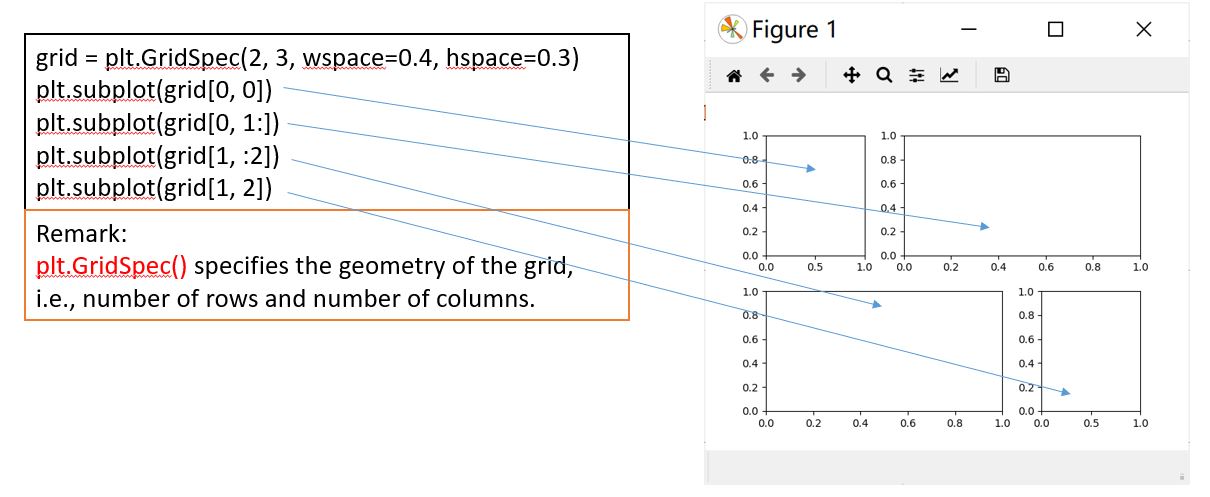 grid = plt.GridSpec(2, 3, wspace=0.4, hspace=0.3)
plt.subplot(grid[0, 0])
plt.subplot(grid[0, 1:])
plt.subplot(grid[1, :2])
plt.subplot(grid[1, 2])
Remark:
plt.GridSpec() specifies the geometry of the grid,
i.e., number of rows and number of columns.
Figure 1
1.0
0.8
0.6
0.4
0.2
0.0
0.0 0.5 1.0
1.0
0.8
0.6
0.4
0.2
0.0
0.0 0.2 0.4 0.6 0.8 1.0
1.0
0.8
0.6
0.4
0.2
0.0
0.0 0.2 0.4 0.6 0.8 1.0
1.0
0.8
0.6
0.4
0.2
0.0
0.0 0.5 1.0